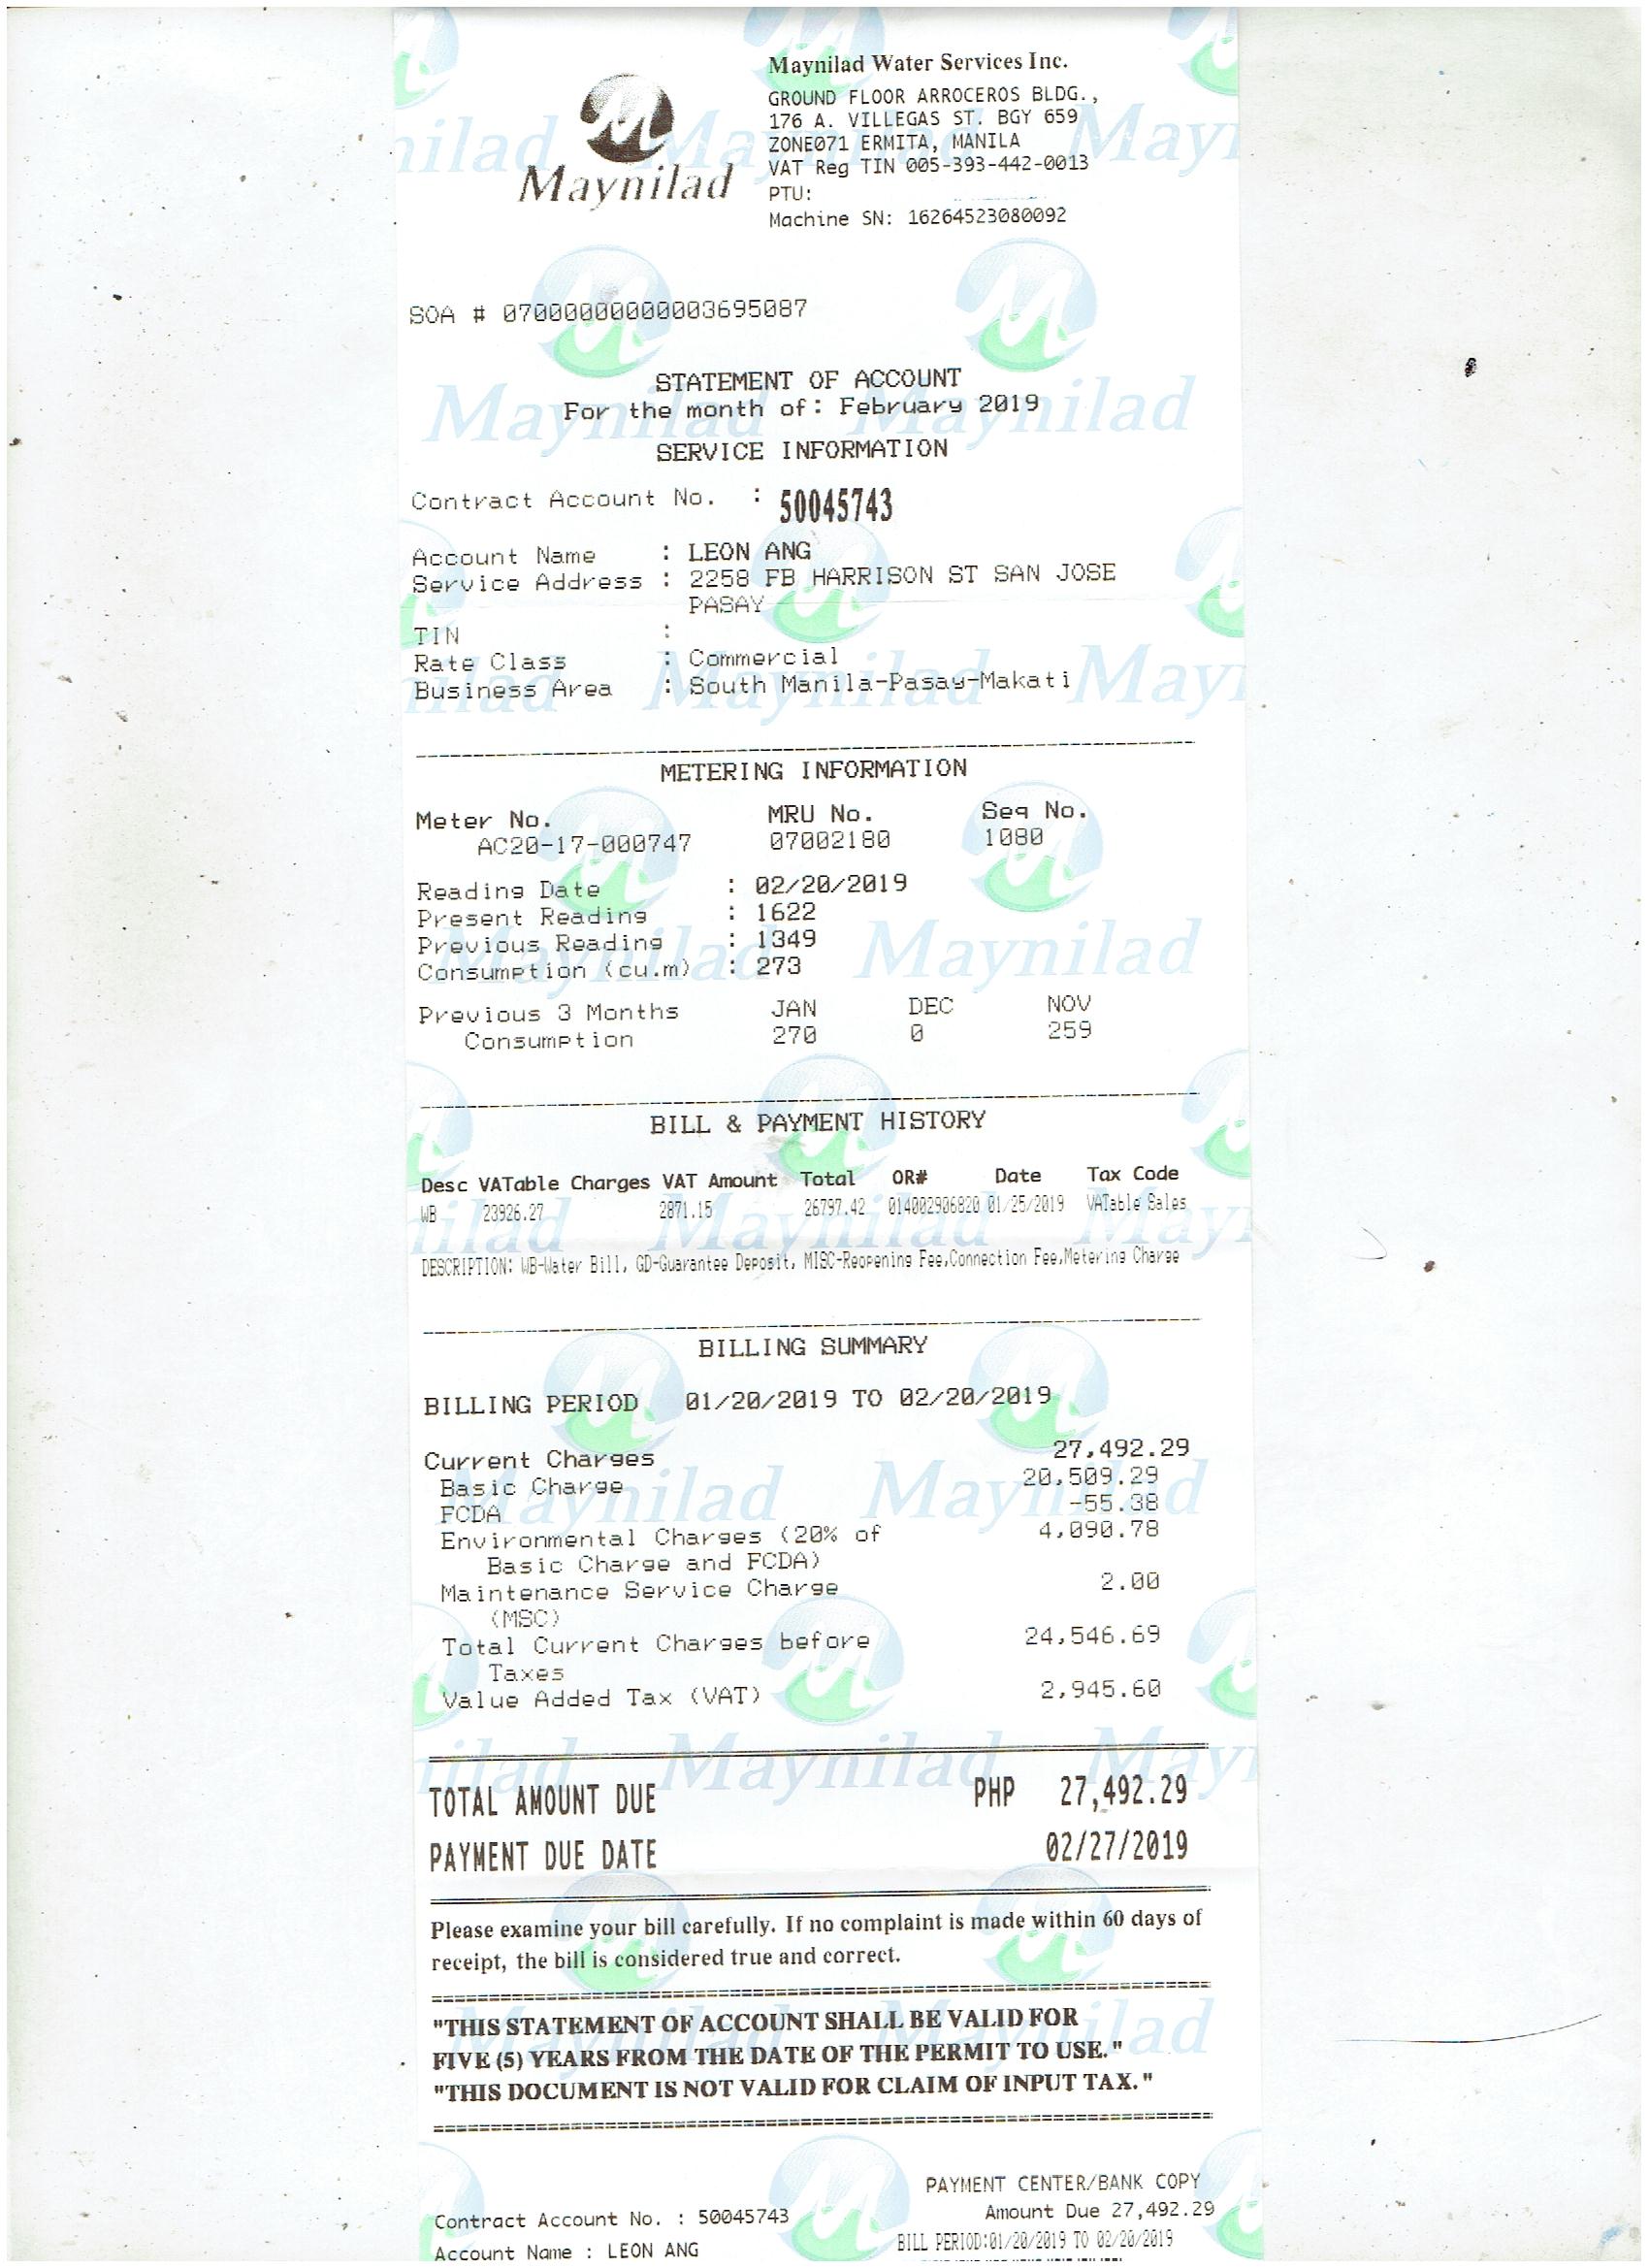 Maynilad
Maynilad Water Services Inc.
GROUND FLOOR ARROCEROS BLDG.,
176 A. VILLEGAS ST. BGY 659
ZONE071 ERMITA, MANILA
VAT Reg TIN 005-393-442-0013
PTU:
Machine SN: 16264523080092
SOA # 07000000000003695087
STATEMENT OF ACCOUNT
For the month of: February 2019
SERVICE INFORMATION
Contract Account No. : 50045743
Account Name : LEON ANG
Service Address : 2258 FB HARRISON ST SAN JOSE
PASAY
TIN :
Rate Class : Commercial
Business Area : South Manila-Pasay-Makati
METERING INFORMATION
Meter No. MRU No. Seq No.
AC20-17-000747 07002180 1080
Reading Date : 02/20/2019
Present Reading : 1622
Previous Reading : 1349
Consumption (cu.m) : 273
Previous 3 Months JAN DEC NOV
Consumption 270 0 259
BILL & PAYMENT HISTORY
Desc VATable Charges VAT Amount Total OR# Date Tax Code
WB 23926.27 2871.15 26797.42 014002906820 01/25/2019 VATable Sales
DESCRIPTION: WB-Water Bill, GD-Guarantee Deposit, MISC-Reopening Fee,Connection Fee,Metering Charge
BILLING SUMMARY
BILLING PERIOD 01/20/2019 TO 02/20/2019
Current Charges 27,492.29
Basic Charge 20,509.29
FCDA -55.38
Environmental Charges (20% of 4,090.78
Basic Charge and FCDA)
Maintenance Service Charge 2.00
(MSC)
Total Current Charges before 24,546.69
Taxes
Value Added Tax (VAT) 2,945.60
TOTAL AMOUNT DUE PHP 27,492.29
PAYMENT DUE DATE 02/27/2019
Please examine your bill carefully. If no complaint is made within 60 days of
receipt, the bill is considered true and correct.
"THIS STATEMENT OF ACCOUNT SHALL BE VALID FOR
FIVE (5) YEARS FROM THE DATE OF THE PERMIT TO USE."
"THIS DOCUMENT IS NOT VALID FOR CLAIM OF INPUT TAX."
PAYMENT CENTER/BANK COPY
Contract Account No. : 50045743 Amount Due 27,492.29
Account Name : LEON ANG BILL PERIOD:01/20/2019 TO 02/20/2019